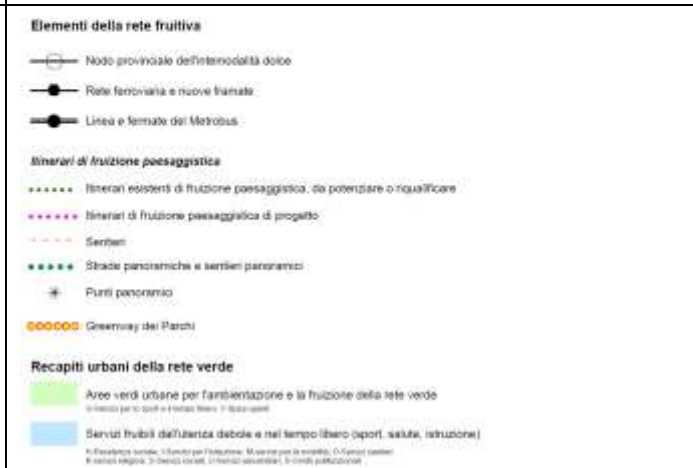 Elementi della rete fruitiva
Nodo provinciale dell'intermodalità dolce
Rete ferroviaria e nuove framate
Linea e fermate del Metrobus
Itinerari di fruizione paesaggistica
Itinerari esistenti di fruizione paesaggistica, da potenziare o riqualificare
Itinerari di fruizione paesaggistica di progetto
Sentieri
Strade panoramiche e sentieri panoramici
Punti panoramici
Greenway dei Parchi
Recapiti urbani della rete verde
Aree verdi urbane per l'ambientazione e la fruizione della rete verde
Servizi fruibili dall'utenza debole e nel tempo libero (sport, salute, istruzione)